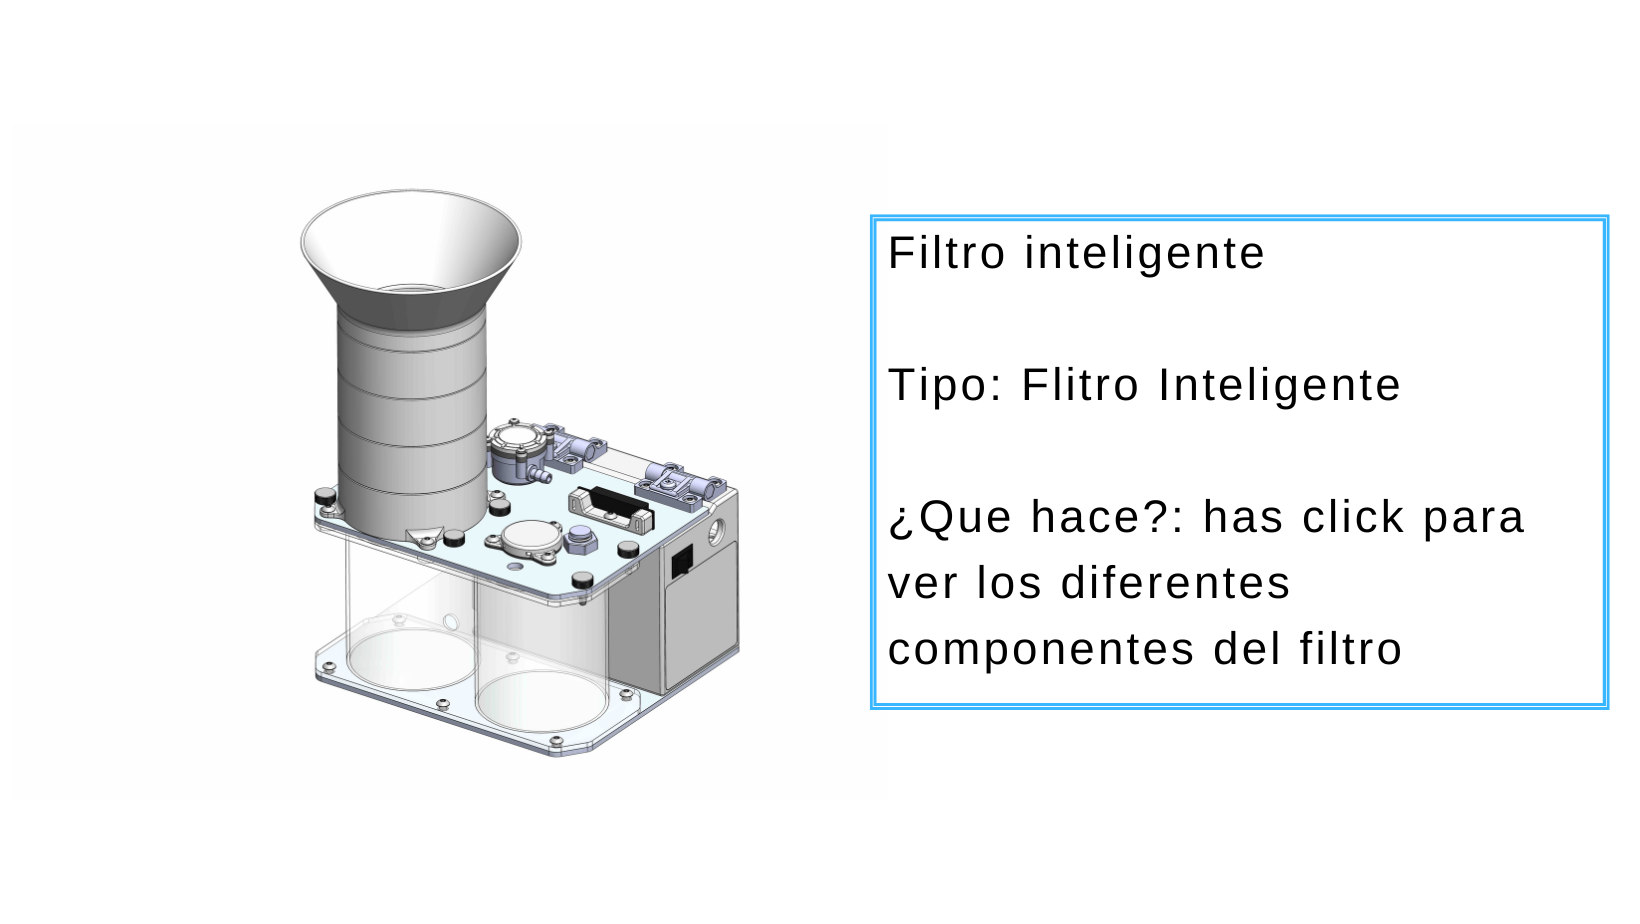 Filtro inteligente
Tipo: Flitro Inteligente
¿Que hace?: has click para
ver los diferentes
componentes del filtro